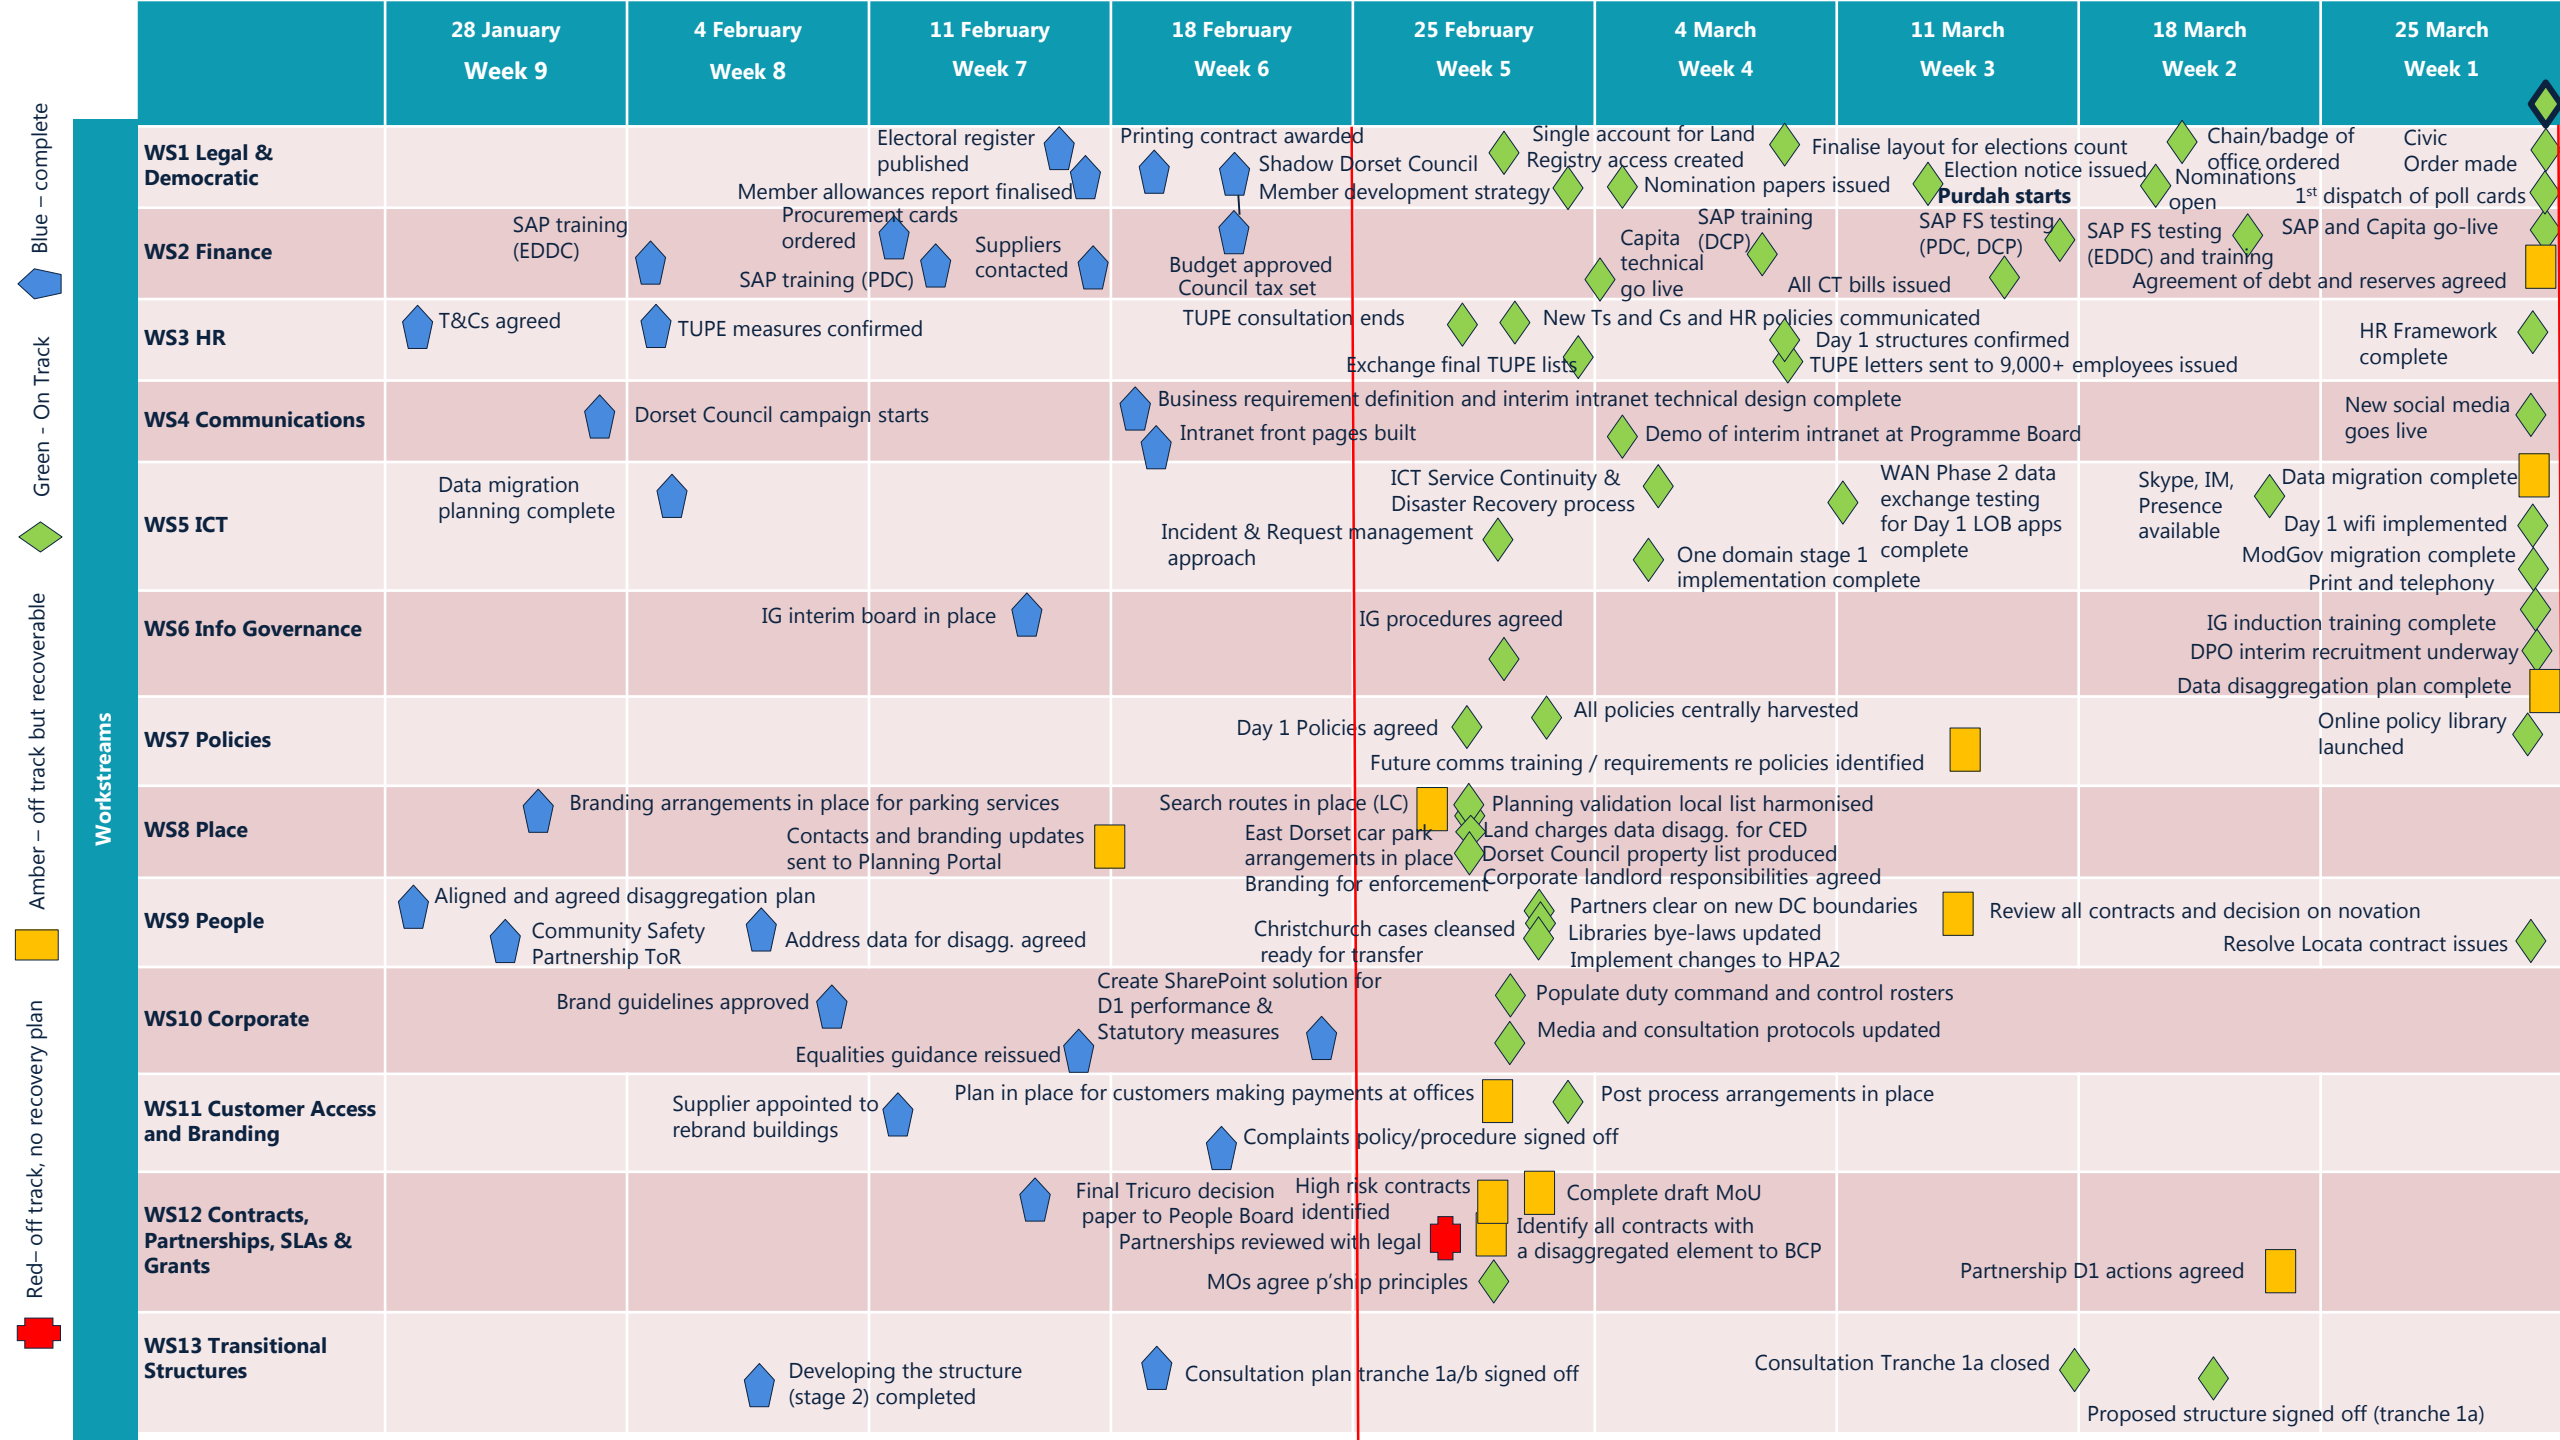 28 January
Week 9
4 February
Week 8
11 February
Week 7
18 February
Week 6
25 February
Week 5
4 March
Week 4
11 March
Week 3
18 March
Week 2
25 March
Week 1
Blue – complete
Green - On Track
Amber – off track but recoverable
Red– off track, no recovery plan
Workstreams
WS1 Legal &
Democratic
Electoral register
published
Member allowances report finalised
Printing contract awarded
Shadow Dorset Council
Member development strategy
Single account for Land
Registry access created
Nomination papers issued
Finalise layout for elections count
Election notice issued
Purdah starts
Chain/badge of
office ordered
Nominations
open
Civic
Order made
1st dispatch of poll cards
WS2 Finance
SAP training
(EDDC)
Procurement cards
ordered
SAP training (PDC)
Suppliers
contacted
Budget approved
Council tax set
Capita
technical
go live
SAP training
(DCP)
All CT bills issued
SAP FS testing
(PDC, DCP)
SAP FS testing
(EDDC) and training
SAP and Capita go-live
Agreement of debt and reserves agreed
WS3 HR
T&Cs agreed
TUPE measures confirmed
TUPE consultation ends
Exchange final TUPE lists
New Ts and Cs and HR policies communicated
Day 1 structures confirmed
TUPE letters sent to 9,000+ employees issued
HR Framework
complete
WS4 Communications
Dorset Council campaign starts
Business requirement definition and interim intranet technical design complete
Intranet front pages built
Demo of interim intranet at Programme Board
New social media
goes live
WS5 ICT
Data migration
planning complete
Incident & Request management
approach
ICT Service Continuity &
Disaster Recovery process
One domain stage 1
implementation complete
WAN Phase 2 data
exchange testing
for Day 1 LOB apps
complete
Skype, IM,
Presence
available
Data migration complete
Day 1 wifi implemented
ModGov migration complete
Print and telephony
WS6 Info Governance
IG interim board in place
IG procedures agreed
IG induction training complete
DPO interim recruitment underway
Data disaggregation plan complete
WS7 Policies
Day 1 Policies agreed
All policies centrally harvested
Future comms training / requirements re policies identified
Online policy library
launched
WS8 Place
Branding arrangements in place for parking services
Contacts and branding updates
sent to Planning Portal
Search routes in place (LC)
East Dorset car park
arrangements in place
Branding for enforcement
Planning validation local list harmonised
Land charges data disagg. for CED
Dorset Council property list produced
Corporate landlord responsibilities agreed
WS9 People
Aligned and agreed disaggregation plan
Community Safety
Partnership ToR
Address data for disagg. agreed
Christchurch cases cleansed
ready for transfer
Partners clear on new DC boundaries
Libraries bye-laws updated
Implement changes to HPA2
Review all contracts and decision on novation
Resolve Locata contract issues
WS10 Corporate
Brand guidelines approved
Equalities guidance reissued
Create SharePoint solution for
D1 performance &
Statutory measures
Populate duty command and control rosters
Media and consultation protocols updated
WS11 Customer Access
and Branding
Supplier appointed to
rebrand buildings
Plan in place for customers making payments at offices
Complaints policy/procedure signed off
Post process arrangements in place
WS12 Contracts,
Partnerships, SLAs &
Grants
Final Tricuro decision
paper to People Board
High risk contracts
identified
Partnerships reviewed with legal
MOs agree p'ship principles
Complete draft MoU
Identify all contracts with
a disaggregated element to BCP
Partnership D1 actions agreed
WS13 Transitional
Structures
Developing the structure
(stage 2) completed
Consultation plan tranche 1a/b signed off
Consultation Tranche 1a closed
Proposed structure signed off (tranche 1a)